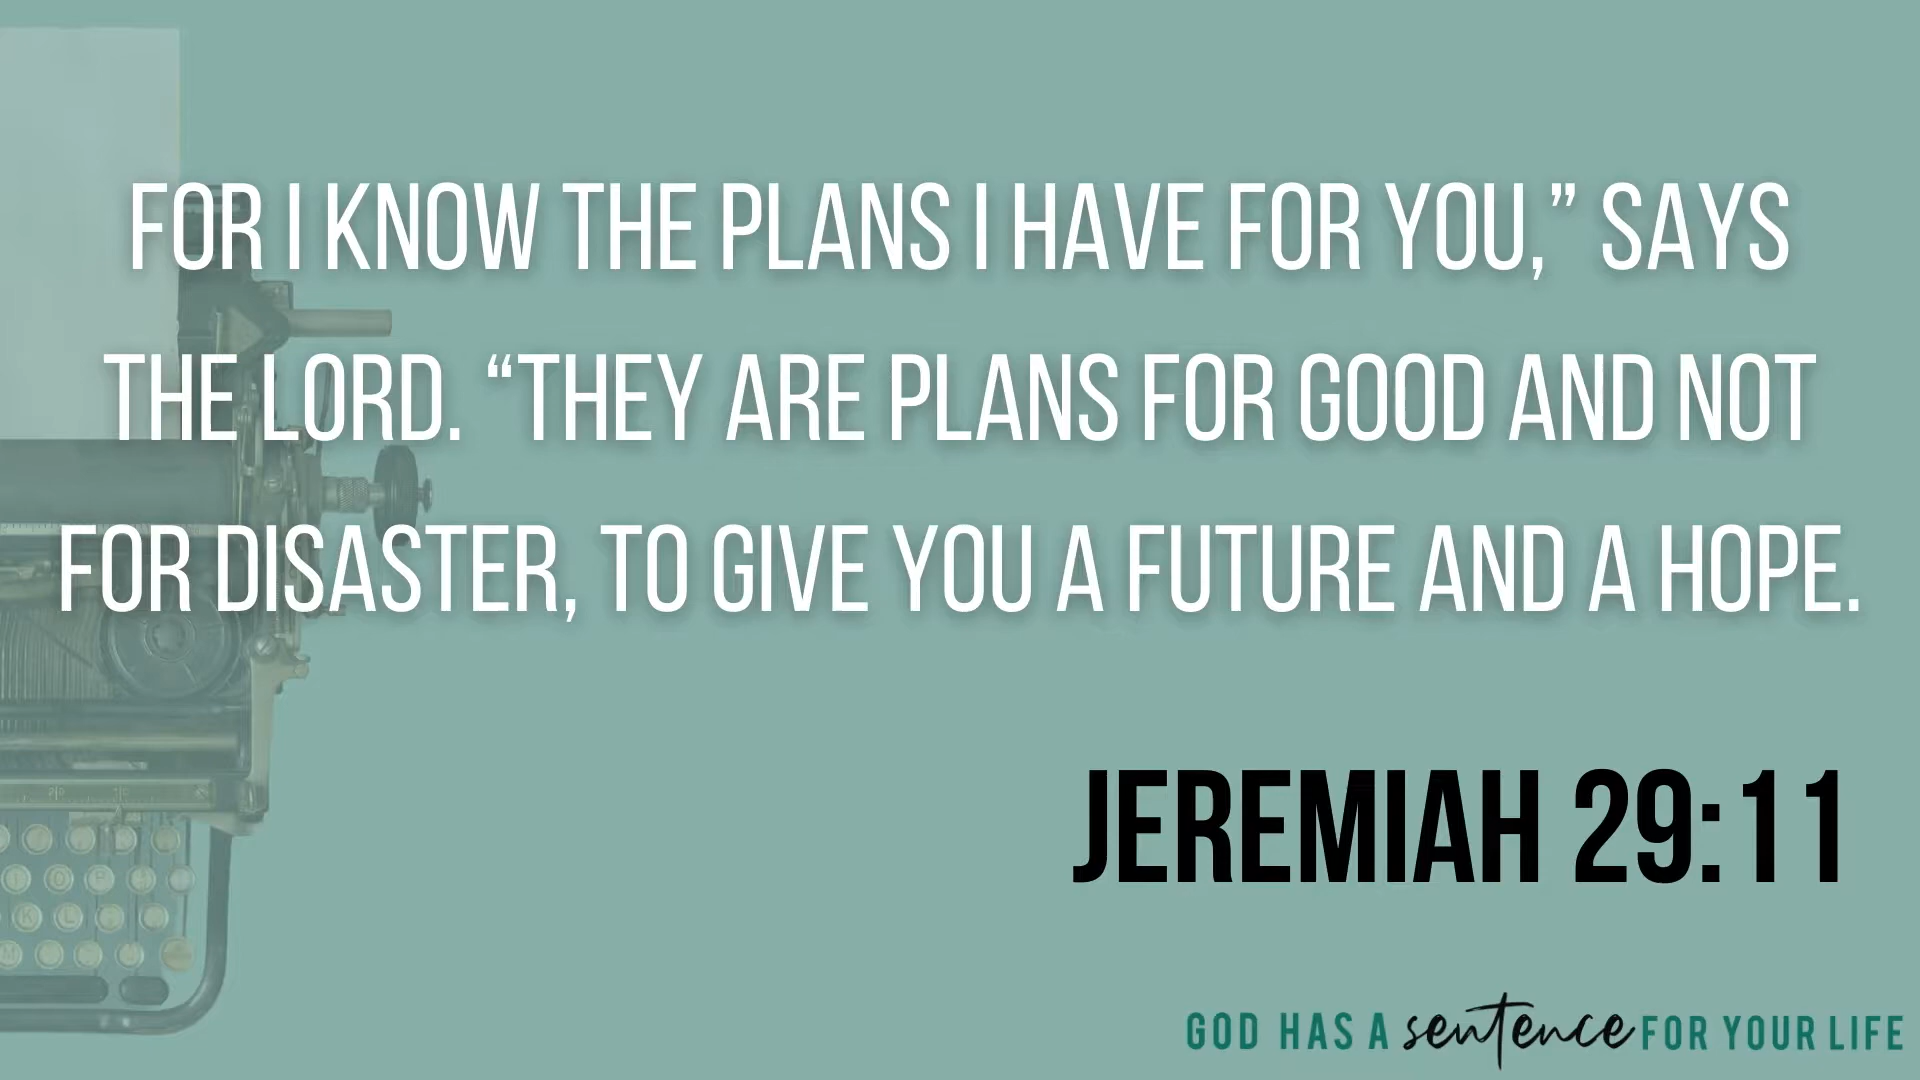 FOR I KNOW THE PLANS I HAVE FOR YOU,” SAYS
THE LORD. “THEY ARE PLANS FOR GOOD AND NOT
FOR DISASTER, TO GIVE YOU A FUTURE AND A HOPE.
JEREMIAH 29:11
GOD HAS A sentence FOR YOUR LIFE